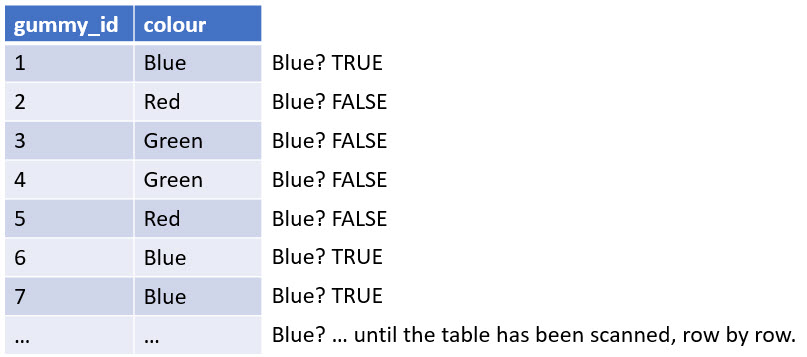 gummy_id colour
1 Blue Blue? TRUE
2 Red Blue? FALSE
3 Green Blue? FALSE
4 Green Blue? FALSE
5 Red Blue? FALSE
6 Blue Blue? TRUE
7 Blue Blue? TRUE
... ... Blue? ... until the table has been scanned, row by row.